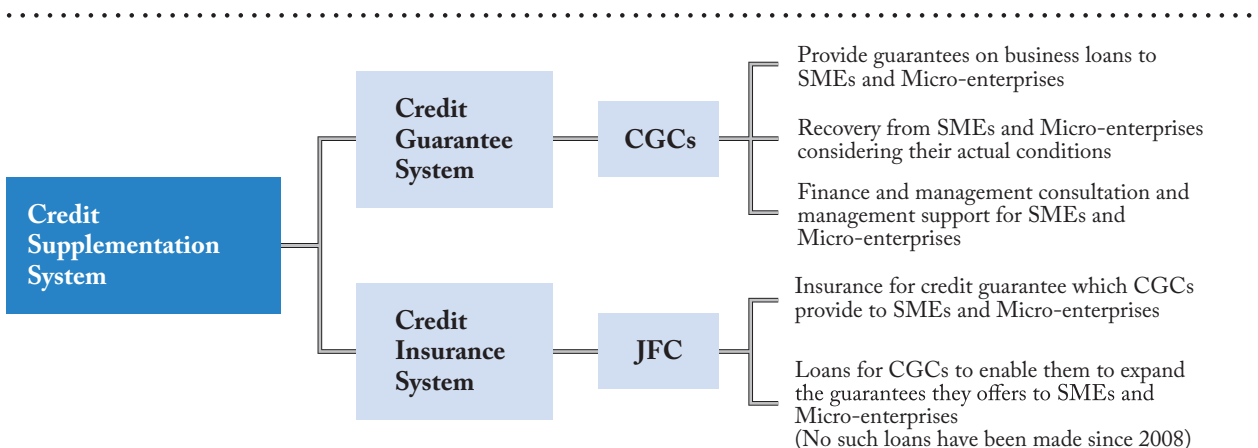 Credit
Supplementation
System
Credit
Guarantee
System
CGCs
Provide guarantees on business loans to
SMEs and Micro-enterprises
Recovery from SMEs and Micro-enterprises
considering their actual conditions
Finance and management consultation and
management support for SMEs and
Micro-enterprises
Credit
Insurance
System
JFC
Insurance for credit guarantee which CGCs
provide to SMEs and Micro-enterprises
Loans for CGCs to enable them to expand
the guarantees they offers to SMEs and
Micro-enterprises
(No such loans have been made since 2008)